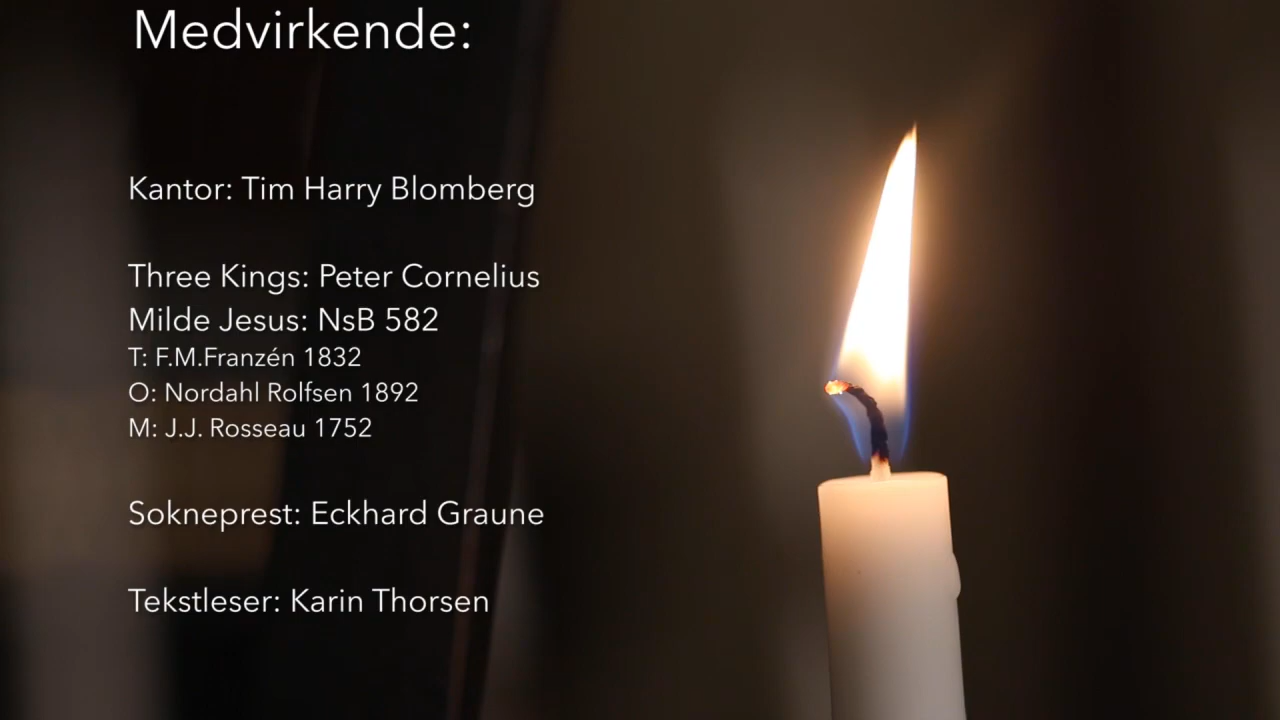 Medvirkende:
Kantor: Tim Harry Blomberg
Three Kings: Peter Cornelius
Milde Jesus: NsB 582
T: F.M.Franzén 1832
O: Nordahl Rolfsen 1892
M: J.J. Rosseau 1752
Sokneprest: Eckhard Graune
Tekstleser: Karin Thorsen